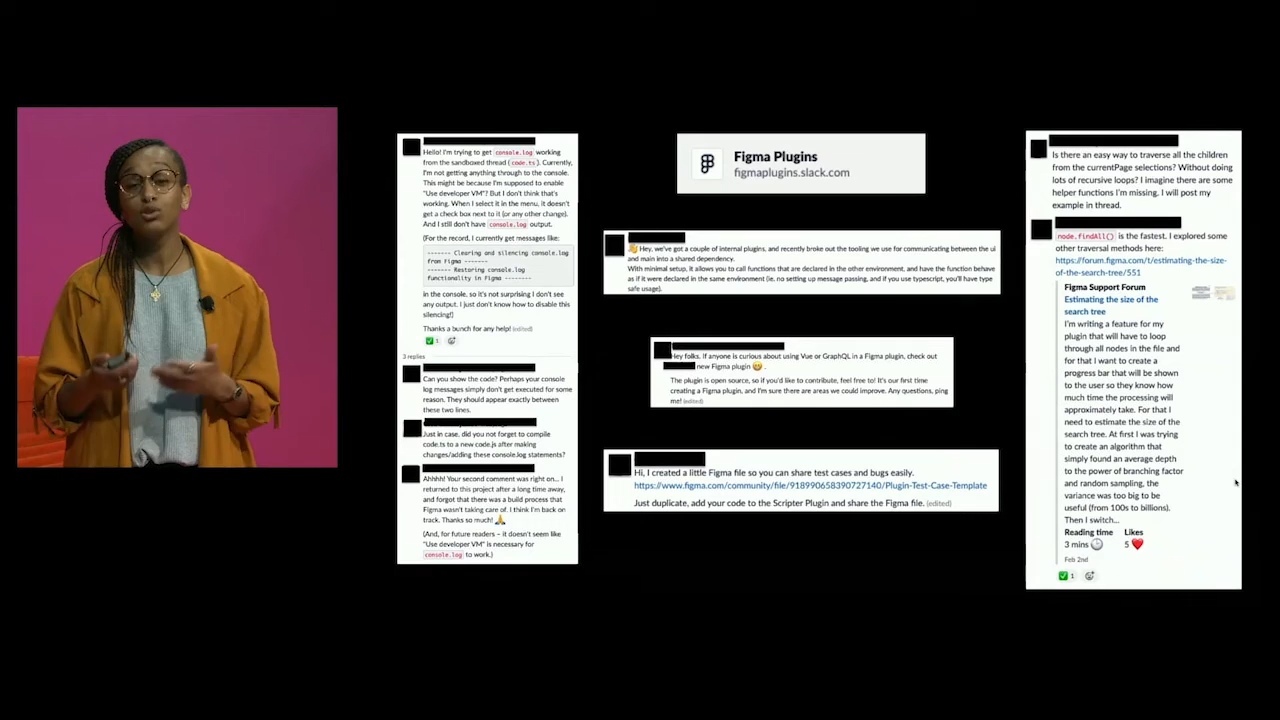 Hello! I'm trying to get console.log working
from the sandboxed thread (code.ts). Currently,
I'm not getting anything through to the console.
This might be because I'm supposed to enable
"Use developer VM"? But I don't think that's
working. When I select it in the menu, it doesn't
get a check box next to it (or any other change).
And I still don't have console.log output.
(For the record, I currently get messages like:
------- Clearing and silencing console.log
from Figma -------
------- Restoring console.log
functionality in Figma --------
in the console, so it's not surprising I don't see
any output. I just don't know how to disable this
silencing!)
Thanks a bunch for any help! (edited)
1
3 replies
Can you show the code? Perhaps your console
log messages simply don't get executed for some
reason. They should appear exactly between
these two lines.
Just in case, did you not forget to compile
code.ts to a new code.js after making
changes/adding these console.log statements?
Ahhhh! Your second comment was right on... I
returned to this project after a long time away,
and forgot that there was a build process that
Figma wasn't taking care of. I think I'm back on
track. Thanks so much! 🙏
(And, for future readers – it doesn't seem like
"Use developer VM" is necessary for
console.log to work.)
Figma Plugins
figmaplugins.slack.com
👋 Hey, we've got a couple of internal plugins, and recently broke out the tooling we use for communicating between the ui
and main into a shared dependency.
With minimal setup, it allows you to call functions that are declared in the other environment, and have the function behave
as if it were declared in the same environment (ie. no setting up message passing, and if you use typescript, you'll have type
safe usage).
Hey folks. If anyone is curious about using Vue or GraphQL in a Figma plugin, check out
new Figma plugin 😄 .
The plugin is open source, so if you'd like to contribute, feel free to! It's our first time
creating a Figma plugin, and I'm sure there are areas we could improve. Any questions, ping
me! (edited)
Hi, I created a little Figma file so you can share test cases and bugs easily.
https://www.figma.com/community/file/918990658390727140/Plugin-Test-Case-Template
Just duplicate, add your code to the Scripter Plugin and share the Figma file. (edited)
Is there an easy way to traverse all the children
from the currentPage selections? Without doing
lots of recursive loops? I imagine there are some
helper functions I'm missing. I will post my
example in thread.
node.findAll() is the fastest. I explored some
other traversal methods here:
https://forum.figma.com/t/estimating-the-size-
of-the-search-tree/551
Figma Support Forum
Estimating the size of the
search tree
I'm writing a feature for my
plugin that will have to loop
through all nodes in the file and
for that I want to create a
progress bar that will be shown
to the user so they know how
much time the processing will
approximately take. For that I
need to estimate the size of the
search tree. At first I was trying
to create an algorithm that
simply found an average depth
to the power of branching factor
and random sampling, the
variance was too big to be
useful (from 100s to billions).
Then I switch...
Reading time Likes
3 mins 🕒 5 ❤️
Feb 2nd
1